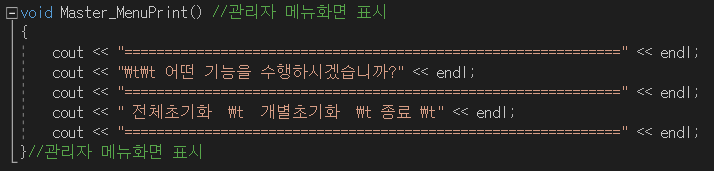 void Master_MenuPrint() //관리자 메뉴화면 표시
{
cout << "==============================================================" << endl;
cout << "₩t₩t 어떤 기능을 수행하시겠습니까?" << endl;
cout << "==============================================================" << endl;
cout << " 전체초기화  ₩t  개별초기화  ₩t 종료 ₩t" << endl;
cout << "==============================================================" << endl;
}//관리자 메뉴화면 표시